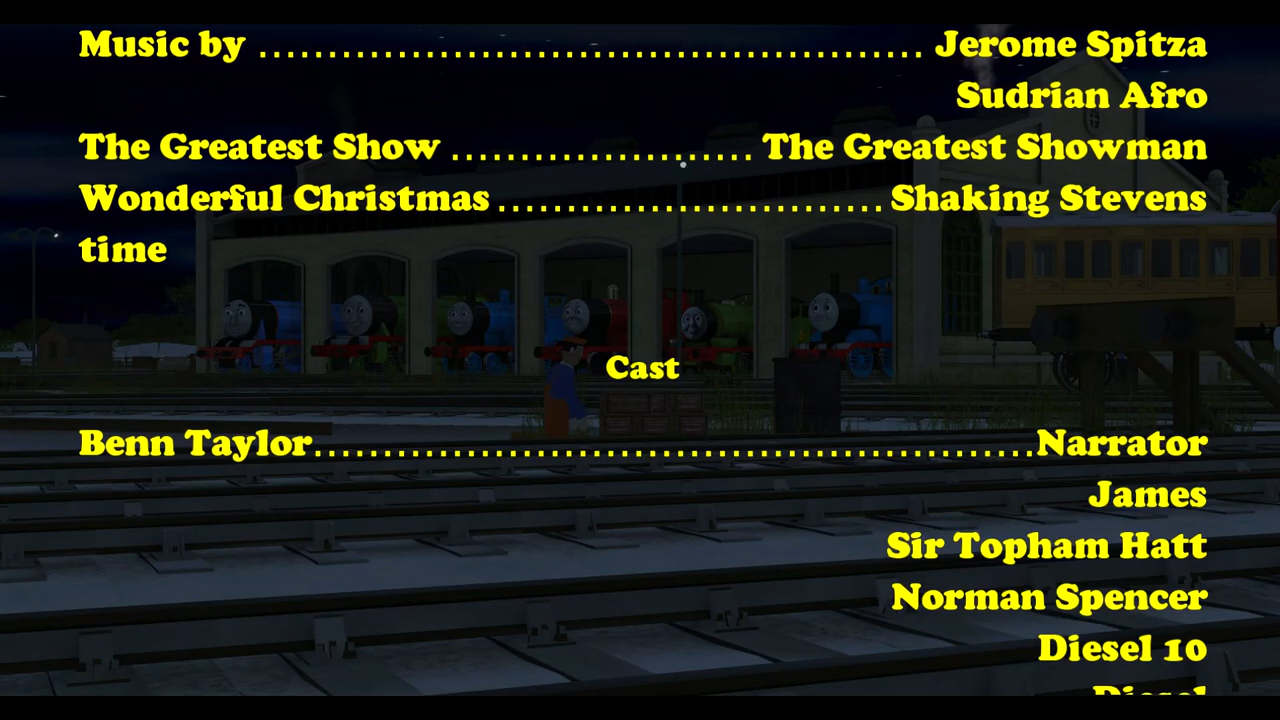 Music by ................................................ Jerome Spitza
Sudrian Afro
The Greatest Show ...................... The Greatest Showman
Wonderful Christmas ............................ Shaking Stevens
time
Cast
Benn Taylor....................................................Narrator
James
Sir Topham Hatt
Norman Spencer
Diesel 10
Diesel